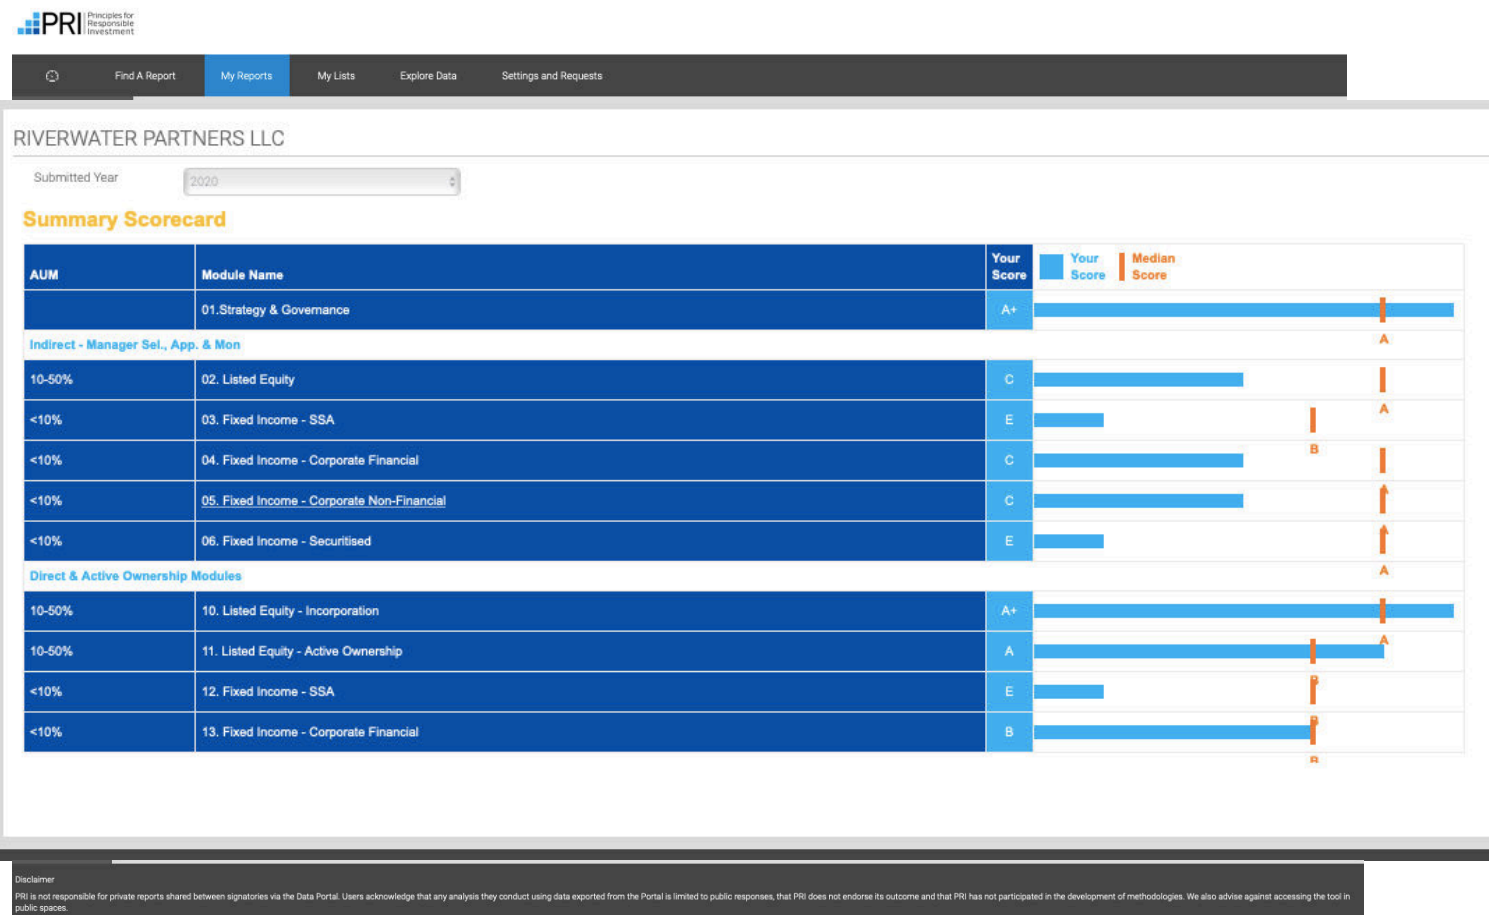 PRI Principles for
Responsible
Investment
Find A Report My Reports My Lists Explore Data Settings and Requests
RIVERWATER PARTNERS LLC
Submitted Year 2020
Summary Scorecard
AUM Module Name Your Score Your Score Median Score
01.Strategy & Governance A+
A
Indirect - Manager Sel., App. & Mon
10-50% 02. Listed Equity C
A
<10% 03. Fixed Income - SSA E
B
<10% 04. Fixed Income - Corporate Financial C
A
<10% 05. Fixed Income - Corporate Non-Financial C
A
<10% 06. Fixed Income - Securitised E
A
Direct & Active Ownership Modules
10-50% 10. Listed Equity - Incorporation A+
A
10-50% 11. Listed Equity - Active Ownership A
B
<10% 12. Fixed Income - SSA E
B
<10% 13. Fixed Income - Corporate Financial B
B
Disclaimer
PRI is not responsible for private reports shared between signatories via the Data Portal. Users acknowledge that any analysis they conduct using data exported from the Portal is limited to public responses, that PRI does not endorse its outcome and that PRI has not participated in the development of methodologies. We also advise against accessing the tool in
public spaces.